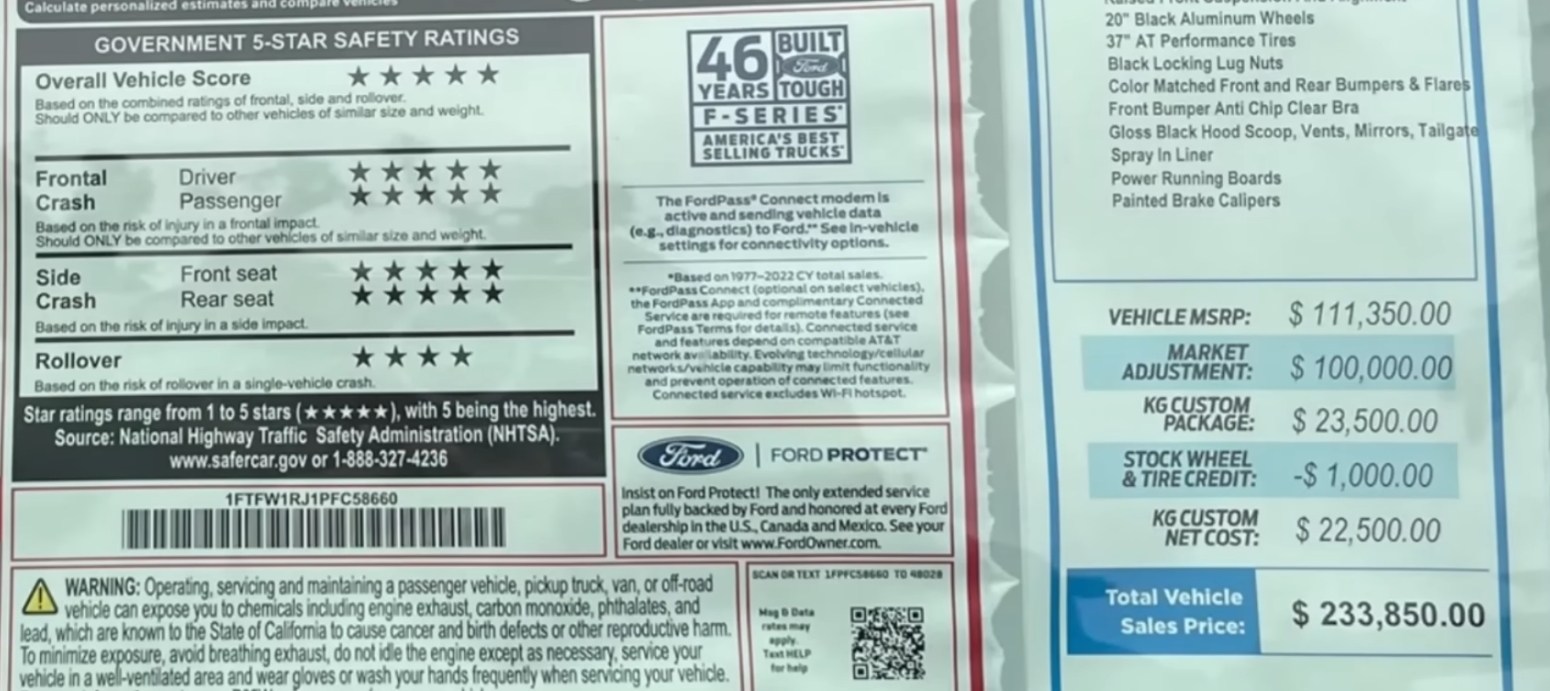 Calculate personalized estimates and compare vehicles
GOVERNMENT 5-STAR SAFETY RATINGS
Overall Vehicle Score ★★★★★
Based on the combined ratings of frontal, side and rollover.
Should ONLY be compared to other vehicles of similar size and weight.
Frontal Driver ★★★★★
Crash Passenger ★★★★★
Based on the risk of injury in a frontal impact.
Should ONLY be compared to other vehicles of similar size and weight.
Side Front seat ★★★★★
Crash Rear seat ★★★★★
Based on the risk of injury in a side impact.
Rollover ★★★★
Based on the risk of rollover in a single-vehicle crash.
Star ratings range from 1 to 5 stars (★★★★★), with 5 being the highest.
Source: National Highway Traffic Safety Administration (NHTSA).
www.safercar.gov or 1-888-327-4236
1FTFW1RJ1PFC58660
WARNING: Operating, servicing and maintaining a passenger vehicle, pickup truck, van, or off-road
vehicle can expose you to chemicals including engine exhaust, carbon monoxide, phthalates, and
lead, which are known to the State of California to cause cancer and birth defects or other reproductive harm.
To minimize exposure, avoid breathing exhaust, do not idle the engine except as necessary, service your
vehicle in a well-ventilated area and wear gloves or wash your hands frequently when servicing your vehicle.
46 BUILT
Ford
YEARS TOUGH
F-SERIES*
AMERICA'S BEST
SELLING TRUCKS*
The FordPass® Connect modem is
active and sending vehicle data
(e.g., diagnostics) to Ford.** See in-vehicle
settings for connectivity options.
*Based on 1977-2022 CY total sales.
**FordPass Connect (optional on select vehicles),
the FordPass App and complimentary Connected
Service are required for remote features (see
FordPass Terms for details). Connected service
and features depend on compatible AT&T
network availability. Evolving technology/cellular
networks/vehicle capability may limit functionality
and prevent operation of connected features.
Connected service excludes Wi-Fi hotspot.
Ford | FORD PROTECT
Insist on Ford Protect! The only extended service
plan fully backed by Ford and honored at every Ford
dealership in the U.S., Canada and Mexico. See your
Ford dealer or visit www.FordOwner.com.
SCAN OR TEXT 1FPFC58660 TO 48028
Msg & Data
rates may
apply.
Text HELP
for help
20" Black Aluminum Wheels
37" AT Performance Tires
Black Locking Lug Nuts
Color Matched Front and Rear Bumpers & Flares
Front Bumper Anti Chip Clear Bra
Gloss Black Hood Scoop, Vents, Mirrors, Tailgate
Spray In Liner
Power Running Boards
Painted Brake Calipers
VEHICLE MSRP: $ 111,350.00
MARKET
ADJUSTMENT: $ 100,000.00
KG CUSTOM
PACKAGE: $ 23,500.00
STOCK WHEEL
& TIRE CREDIT: -$ 1,000.00
KG CUSTOM
NET COST: $ 22,500.00
Total Vehicle
Sales Price: $ 233,850.00